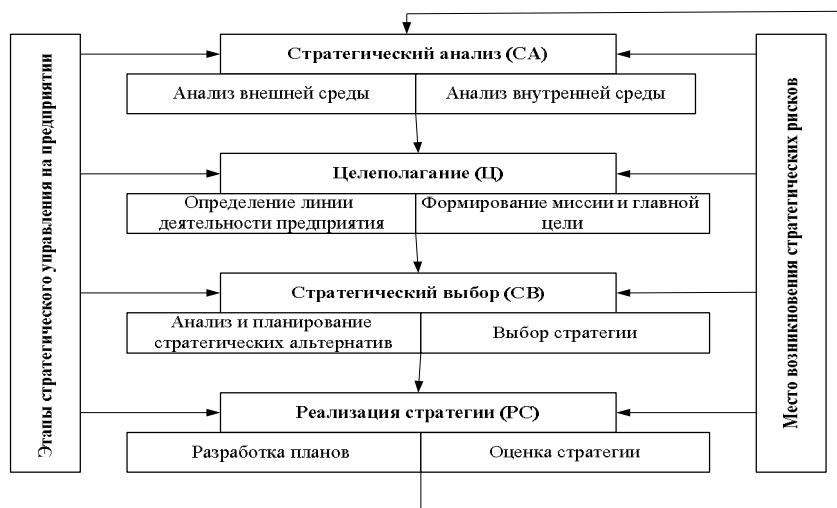 Этапы стратегического управления на предприятии
Стратегический анализ (СА)
Анализ внешней среды
Анализ внутренней среды
Целеполагание (Ц)
Определение линии
деятельности предприятия
Формирование миссии и главной
цели
Стратегический выбор (СВ)
Анализ и планирование
стратегических альтернатив
Выбор стратегии
Реализация стратегии (РС)
Разработка планов
Оценка стратегии
Место возникновения стратегических рисков